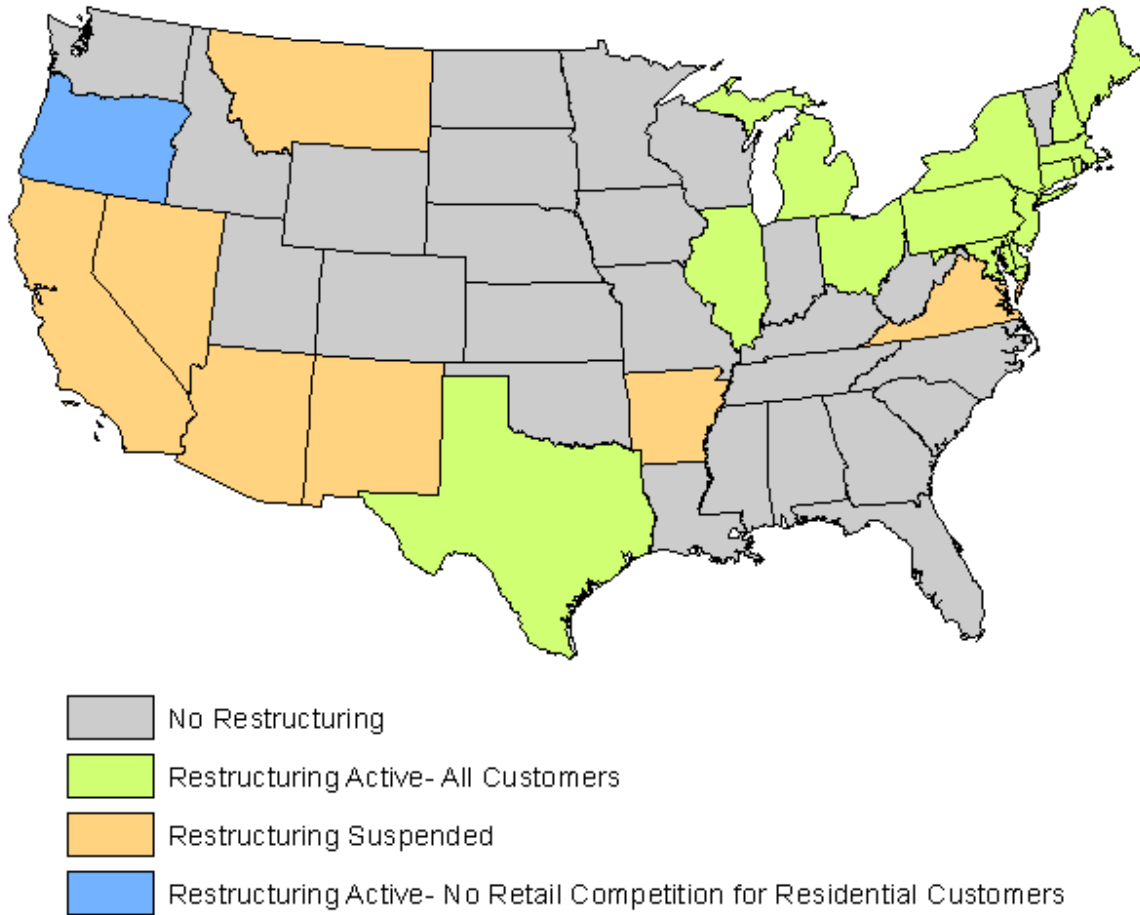 No Restructuring
Restructuring Active- All Customers
Restructuring Suspended
Restructuring Active- No Retail Competition for Residential Customers